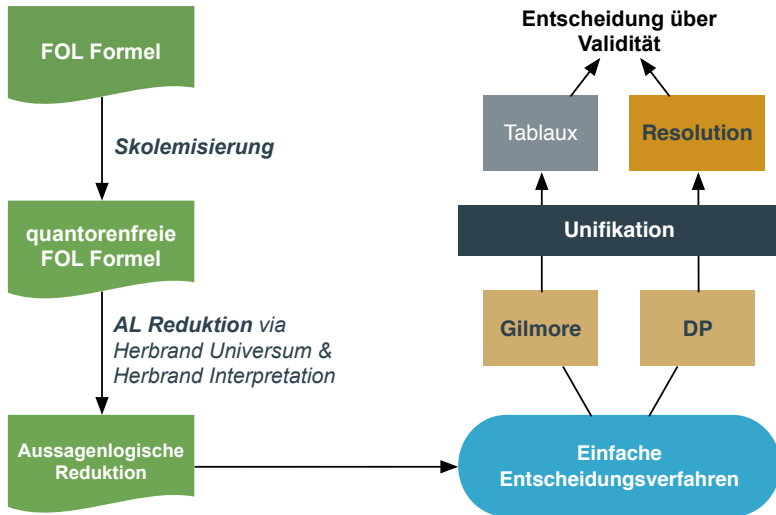 FOL Formel
Skolemisierung
quantorenfreie
FOL Formel
AL Reduktion via
Herbrand Universum &
Herbrand Interpretation
Aussagenlogische
Reduktion
Entscheidung über
Validität
Tablaux
Resolution
Unifikation
Gilmore
DP
Einfache
Entscheidungsverfahren